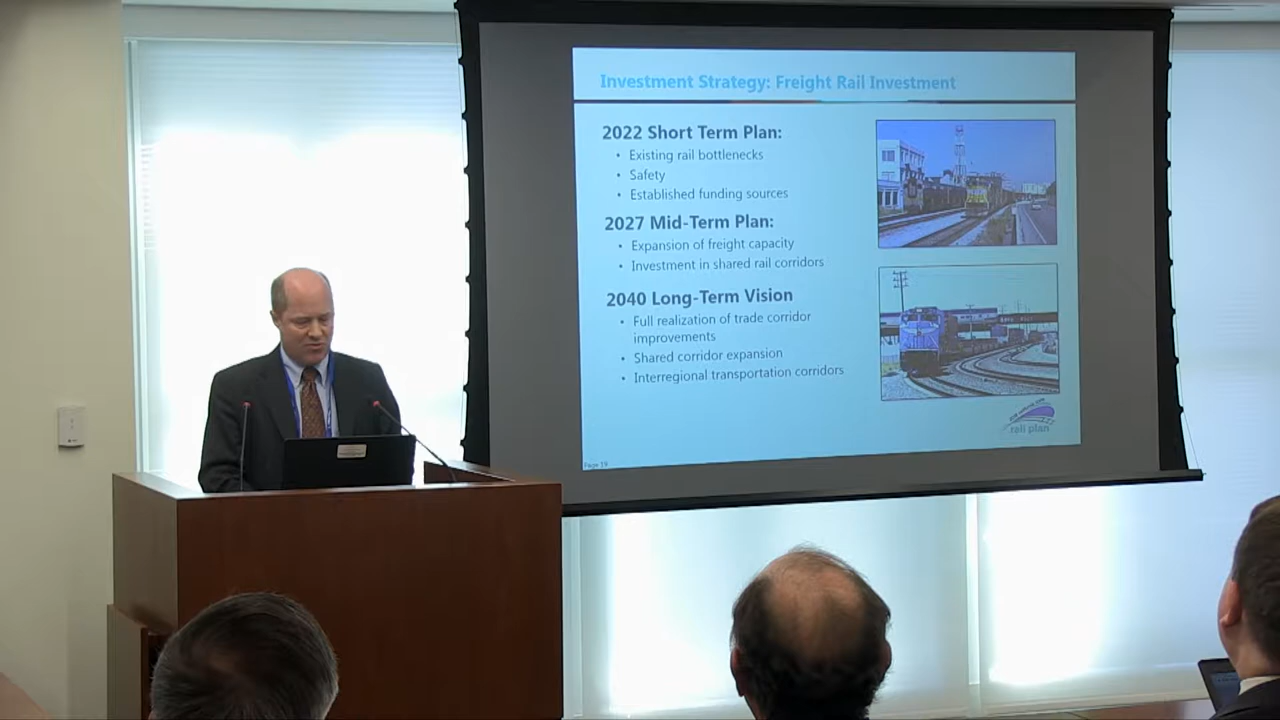 Investment Strategy: Freight Rail Investment
2022 Short Term Plan:
• Existing rail bottlenecks
• Safety
• Established funding sources
2027 Mid-Term Plan:
• Expansion of freight capacity
• Investment in shared rail corridors
2040 Long-Term Vision
• Full realization of trade corridor
improvements
• Shared corridor expansion
• Interregional transportation corridors
rail plan
Page 19